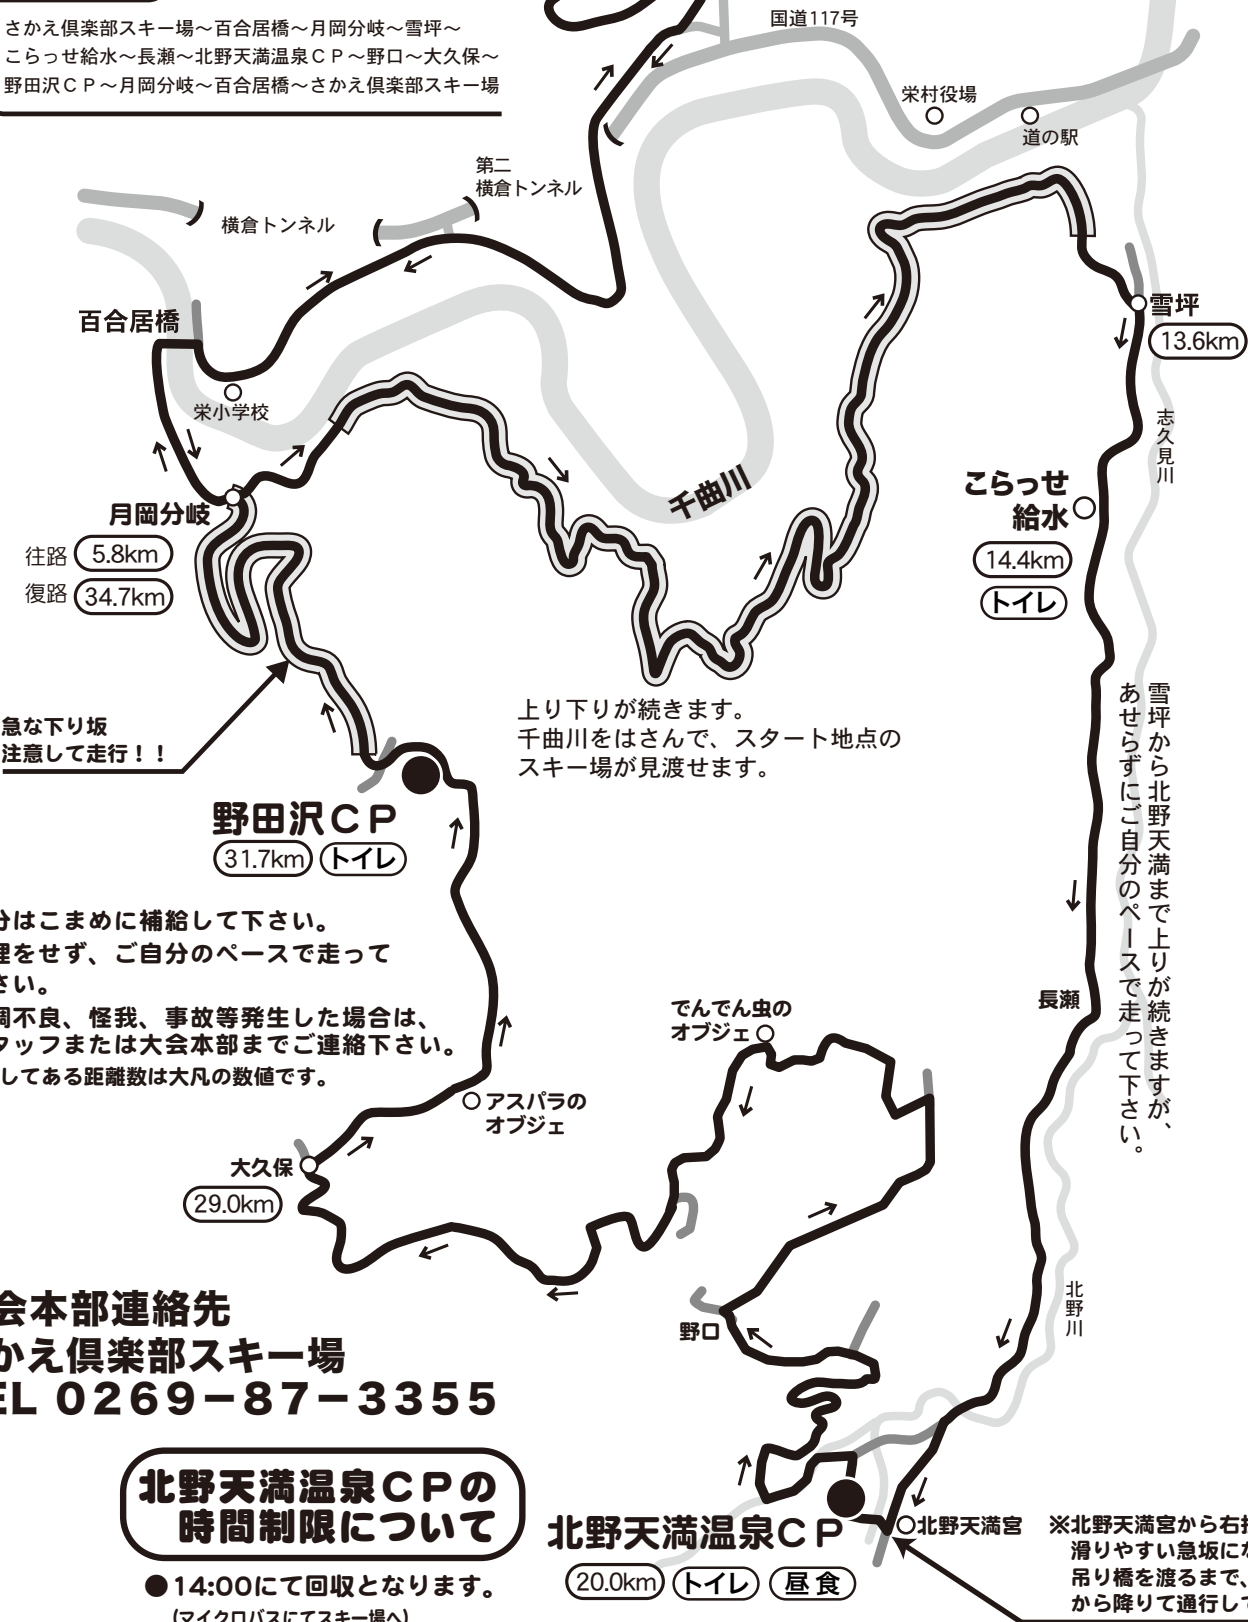 さかえ倶楽部スキー場～百合居橋～月岡分岐～雪坪～
こらっせ給水～長瀬～北野天満温泉ＣＰ～野口～大久保～
野田沢ＣＰ～月岡分岐～百合居橋～さかえ倶楽部スキー場
国道117号
栄村役場
道の駅
第二
横倉トンネル
横倉トンネル
百合居橋
栄小学校
雪坪
13.6km
志久見川
千曲川
月岡分岐
往路 5.8km
復路 34.7km
こらっせ
給水
14.4km
トイレ
急な下り坂
注意して走行！！
上り下りが続きます。
千曲川をはさんで、スタート地点の
スキー場が見渡せます。
雪坪から北野天満まで上りが続きますが、
あせらずにご自分のペースで走って下さい。
野田沢ＣＰ
31.7km トイレ
分はこまめに補給して下さい。
理をせず、ご自分のペースで走って
さい。
調不良、怪我、事故等発生した場合は、
タッフまたは大会本部までご連絡下さい。
してある距離数は大凡の数値です。
長瀬
でんでん虫の
オブジェ
アスパラの
オブジェ
大久保
29.0km
北野川
野口
会本部連絡先
かえ倶楽部スキー場
EL 0269－87－3355
北野天満温泉ＣＰの
時間制限について
●14:00にて回収となります。
(マイクロバスにてスキー場へ)
北野天満温泉ＣＰ
20.0km トイレ 昼食
北野天満宮
※北野天満宮から右折
滑りやすい急坂にな
吊り橋を渡るまで、
から降りて通行して